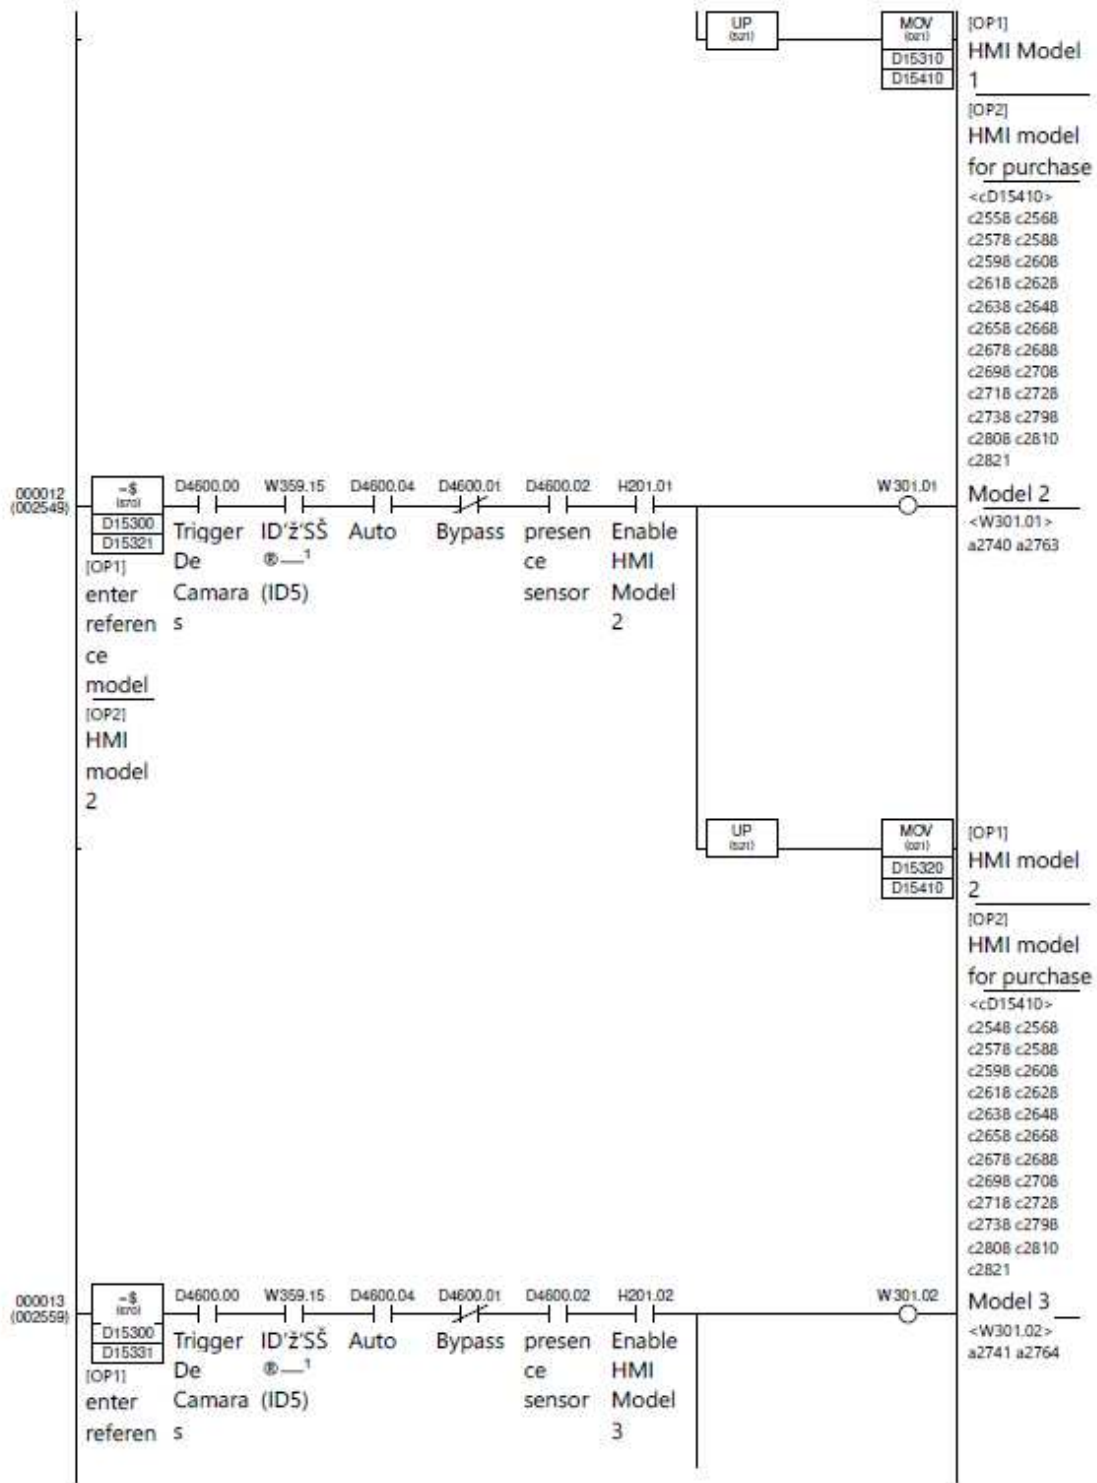 UP
(521)
MOV
(021)
D15310
D15410
[OP1]
HMI Model
1
[OP2]
HMI model
for purchase
<cD15410>
c2558 c2568
c2578 c2588
c2598 c2608
c2618 c2628
c2638 c2648
c2658 c2668
c2678 c2688
c2698 c2708
c2718 c2728
c2738 c2798
c2808 c2810
c2821
000012
(002549)
=$
(670)
D15300
D15321
[OP1]
enter
referen
ce
model
[OP2]
HMI
model
2
D4600.00
Trigger
De
Camara
s
W359.15
ID'ž'SŠ
®—¹
(ID5)
D4600.04
Auto
D4600.01
Bypass
D4600.02
presen
ce
sensor
H201.01
Enable
HMI
Model
2
W301.01
Model 2
<W301.01>
a2740 a2763
UP
(521)
MOV
(021)
D15320
D15410
[OP1]
HMI model
2
[OP2]
HMI model
for purchase
<cD15410>
c2548 c2568
c2578 c2588
c2598 c2608
c2618 c2628
c2638 c2648
c2658 c2668
c2678 c2688
c2698 c2708
c2718 c2728
c2738 c2798
c2808 c2810
c2821
000013
(002559)
=$
(670)
D15300
D15331
[OP1]
enter
referen
D4600.00
Trigger
De
Camara
s
W359.15
ID'ž'SŠ
®—¹
(ID5)
D4600.04
Auto
D4600.01
Bypass
D4600.02
presen
ce
sensor
H201.02
Enable
HMI
Model
3
W301.02
Model 3
<W301.02>
a2741 a2764